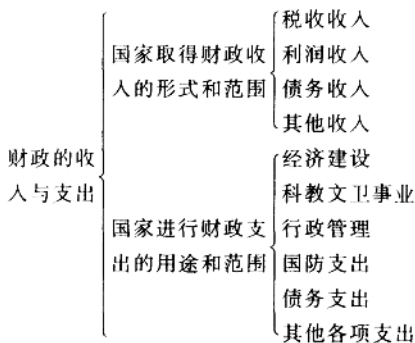 财政的收
入与支出
国家取得财政收
入的形式和范围
税收收入
利润收入
债务收入
其他收入
国家进行财政支
出的用途和范围
经济建设
科教文卫事业
行政管理
国防支出
债务支出
其他各项支出